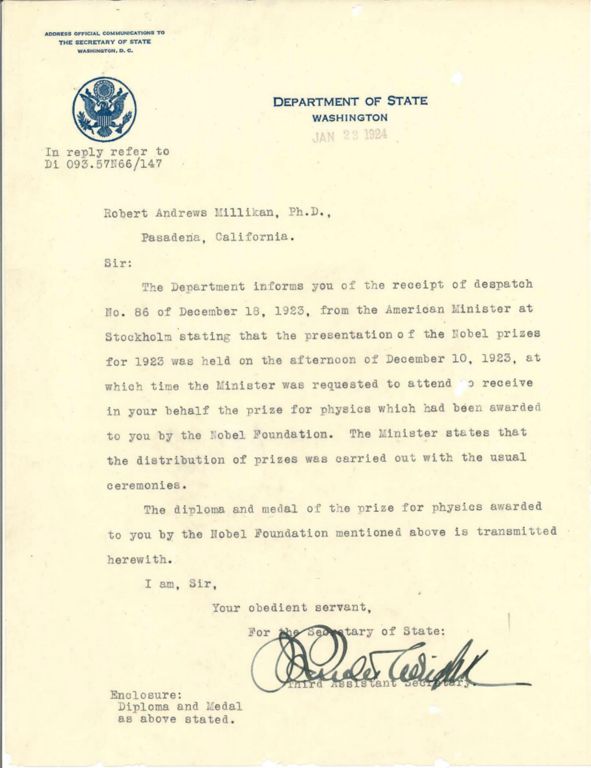 ADDRESS OFFICIAL COMMUNICATIONS TO
THE SECRETARY OF STATE
WASHINGTON, D. C.
DEPARTMENT OF STATE
WASHINGTON
JAN 23 1924
In reply refer to
Di 093.57N66/147
Robert Andrews Millikan, Ph.D.,
Pasadena, California.
Sir:
The Department informs you of the receipt of despatch
No. 86 of December 18, 1923, from the American Minister at
Stockholm stating that the presentation of the Nobel prizes
for 1923 was held on the afternoon of December 10, 1923, at
which time the Minister was requested to attend to receive
in your behalf the prize for physics which had been awarded
to you by the Nobel Foundation. The Minister states that
the distribution of prizes was carried out with the usual
ceremonies.
The diploma and medal of the prize for physics awarded
to you by the Nobel Foundation mentioned above is transmitted
herewith.
I am, Sir,
Your obedient servant,
For the Secretary of State:
Wright
Third Assistant Secretary.
Enclosure:
Diploma and Medal
as above stated.